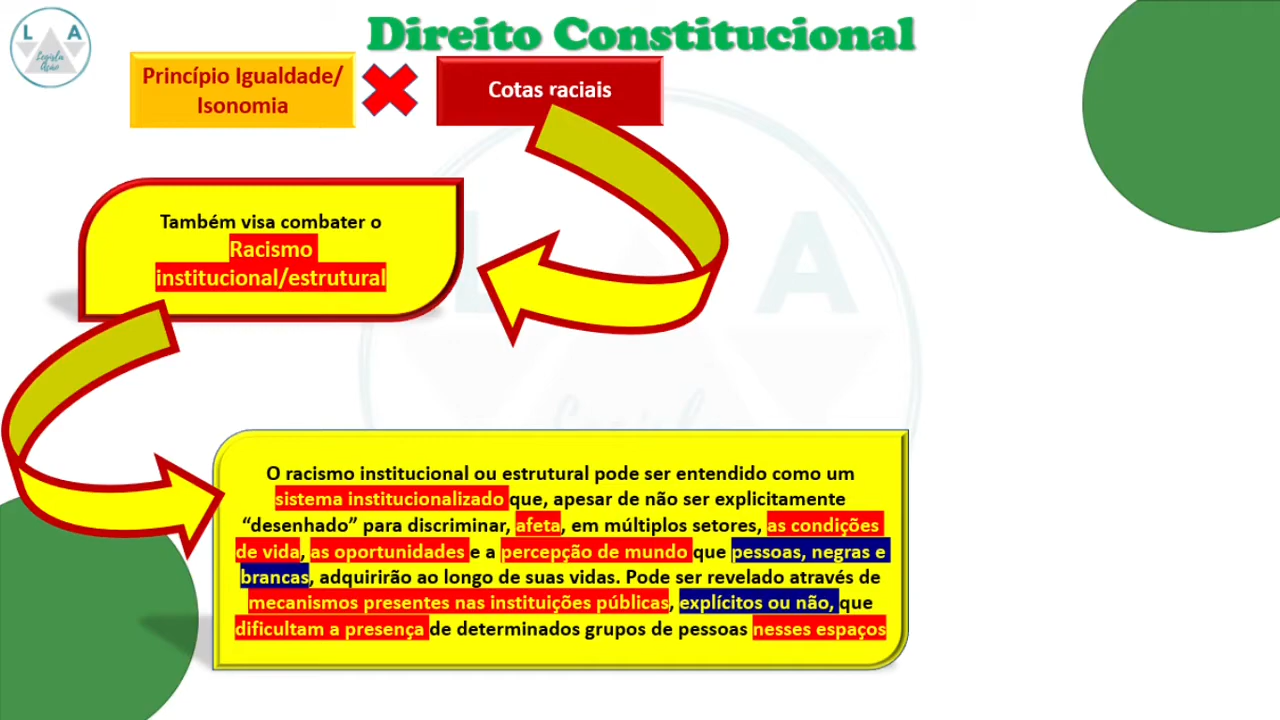 L A
Legisla
Ação
Direito Constitucional
Princípio Igualdade/
Isonomia
Cotas raciais
Também visa combater o
Racismo
institucional/estrutural
L A
Legisl
O racismo institucional ou estrutural pode ser entendido como um
sistema institucionalizado que, apesar de não ser explicitamente
“desenhado” para discriminar, afeta, em múltiplos setores, as condições
de vida, as oportunidades e a percepção de mundo que pessoas, negras e
brancas, adquirirão ao longo de suas vidas. Pode ser revelado através de
mecanismos presentes nas instituições públicas, explícitos ou não, que
dificultam a presença de determinados grupos de pessoas nesses espaços